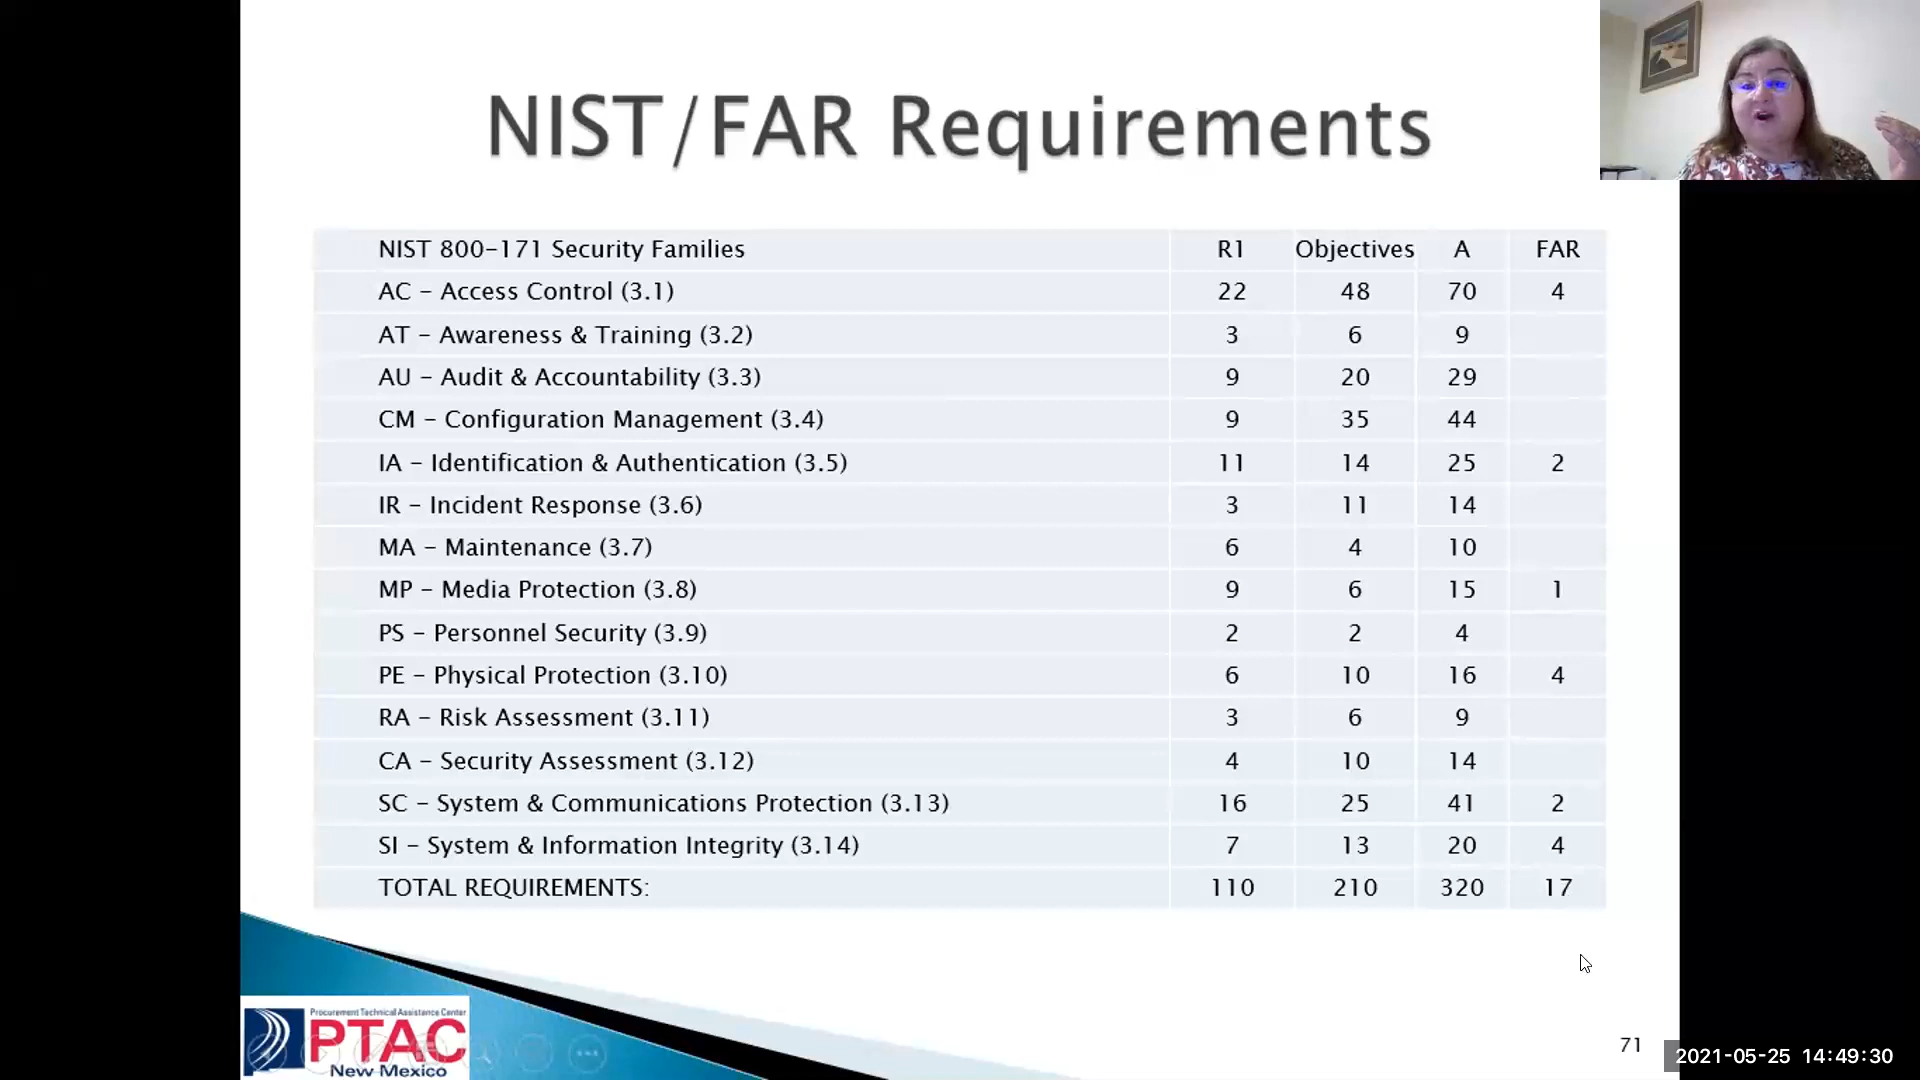 NIST/FAR Requirements
NIST 800-171 Security Families R1 Objectives A FAR
AC - Access Control (3.1) 22 48 70 4
AT - Awareness & Training (3.2) 3 6 9
AU - Audit & Accountability (3.3) 9 20 29
CM - Configuration Management (3.4) 9 35 44
IA - Identification & Authentication (3.5) 11 14 25 2
IR - Incident Response (3.6) 3 11 14
MA - Maintenance (3.7) 6 4 10
MP - Media Protection (3.8) 9 6 15 1
PS - Personnel Security (3.9) 2 2 4
PE - Physical Protection (3.10) 6 10 16 4
RA - Risk Assessment (3.11) 3 6 9
CA - Security Assessment (3.12) 4 10 14
SC - System & Communications Protection (3.13) 16 25 41 2
SI - System & Information Integrity (3.14) 7 13 20 4
TOTAL REQUIREMENTS: 110 210 320 17
Procurement Technical Assistance Center
PTAC
New Mexico
71
2021-05-25 14:49:30